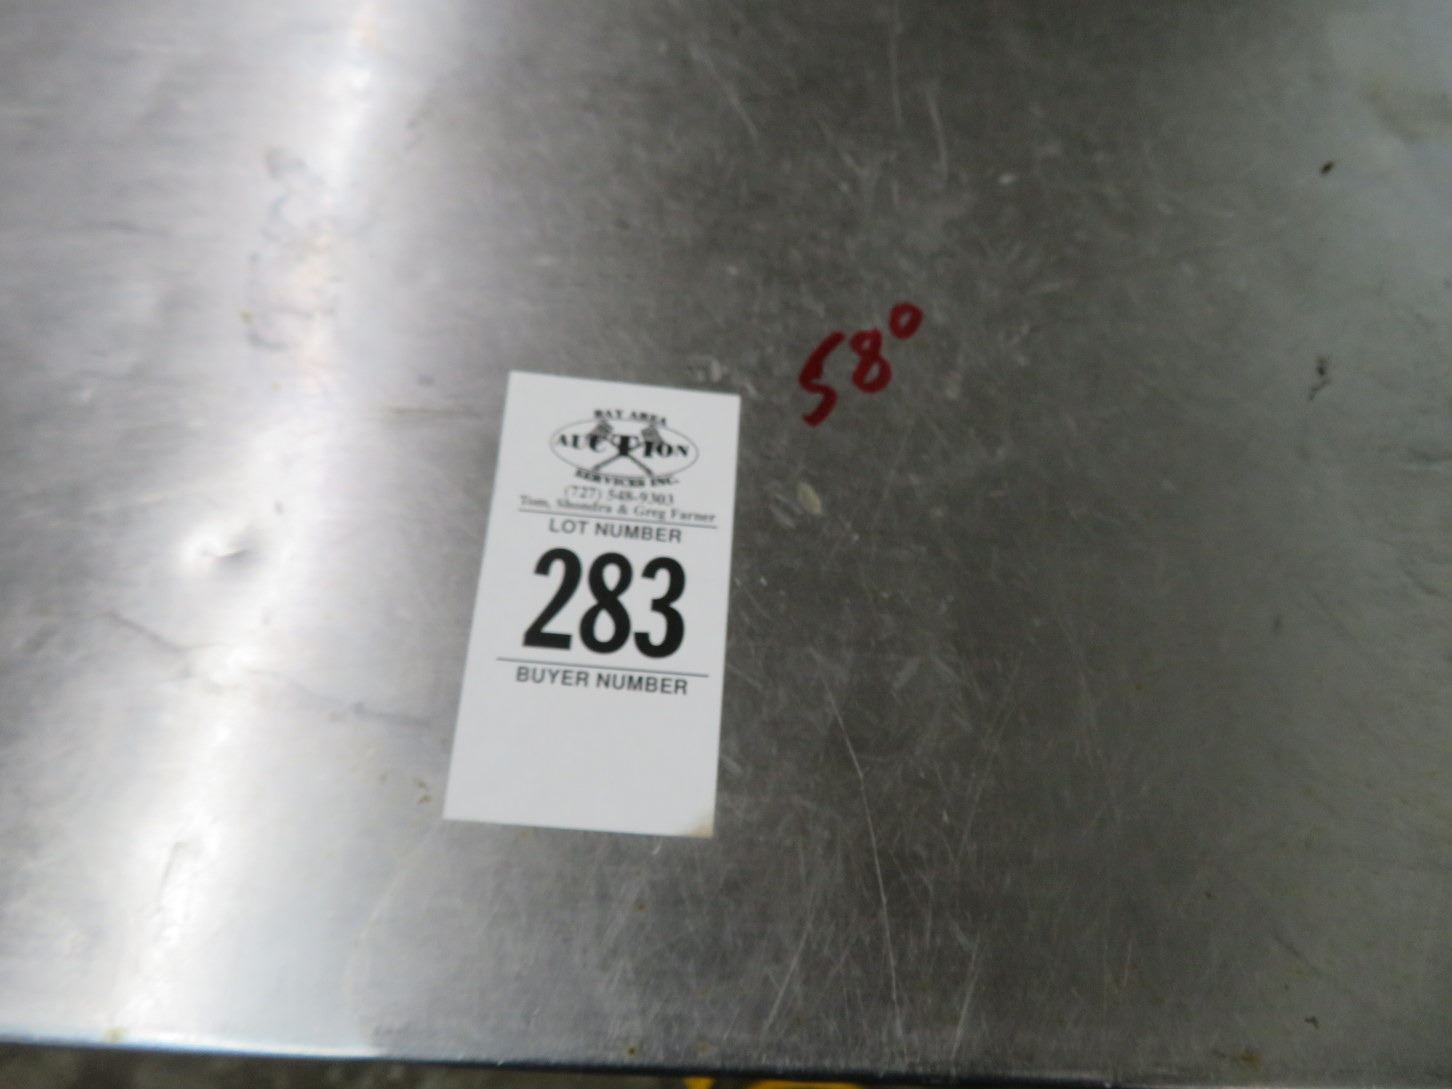 58°
BAY AREA
AUCTION
SERVICES INC.
(727) 548-9303
Tom, Shondra & Greg Farner
LOT NUMBER
283
BUYER NUMBER